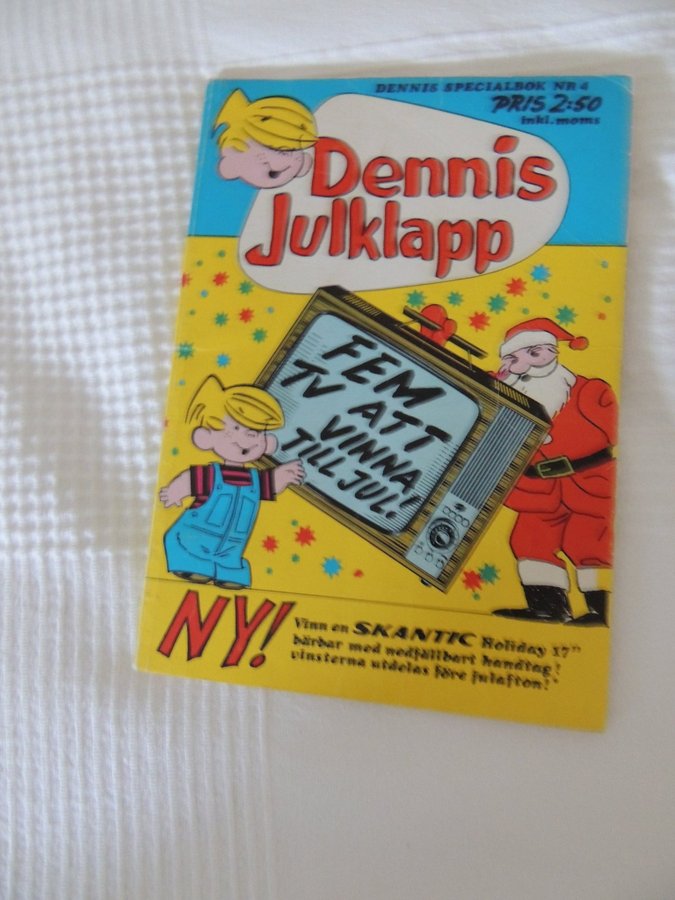 DENNIS SPECIALBOK NR 4
PRIS 2:50
inkl. moms
Dennis
Julklapp
FEM
TV ATT
VINNA
TILL JUL!
NY!
Vinn en SKANTIC Holiday 17"
bärbar med nedfällbart handtag!
vinsterna utdelas före julafton!